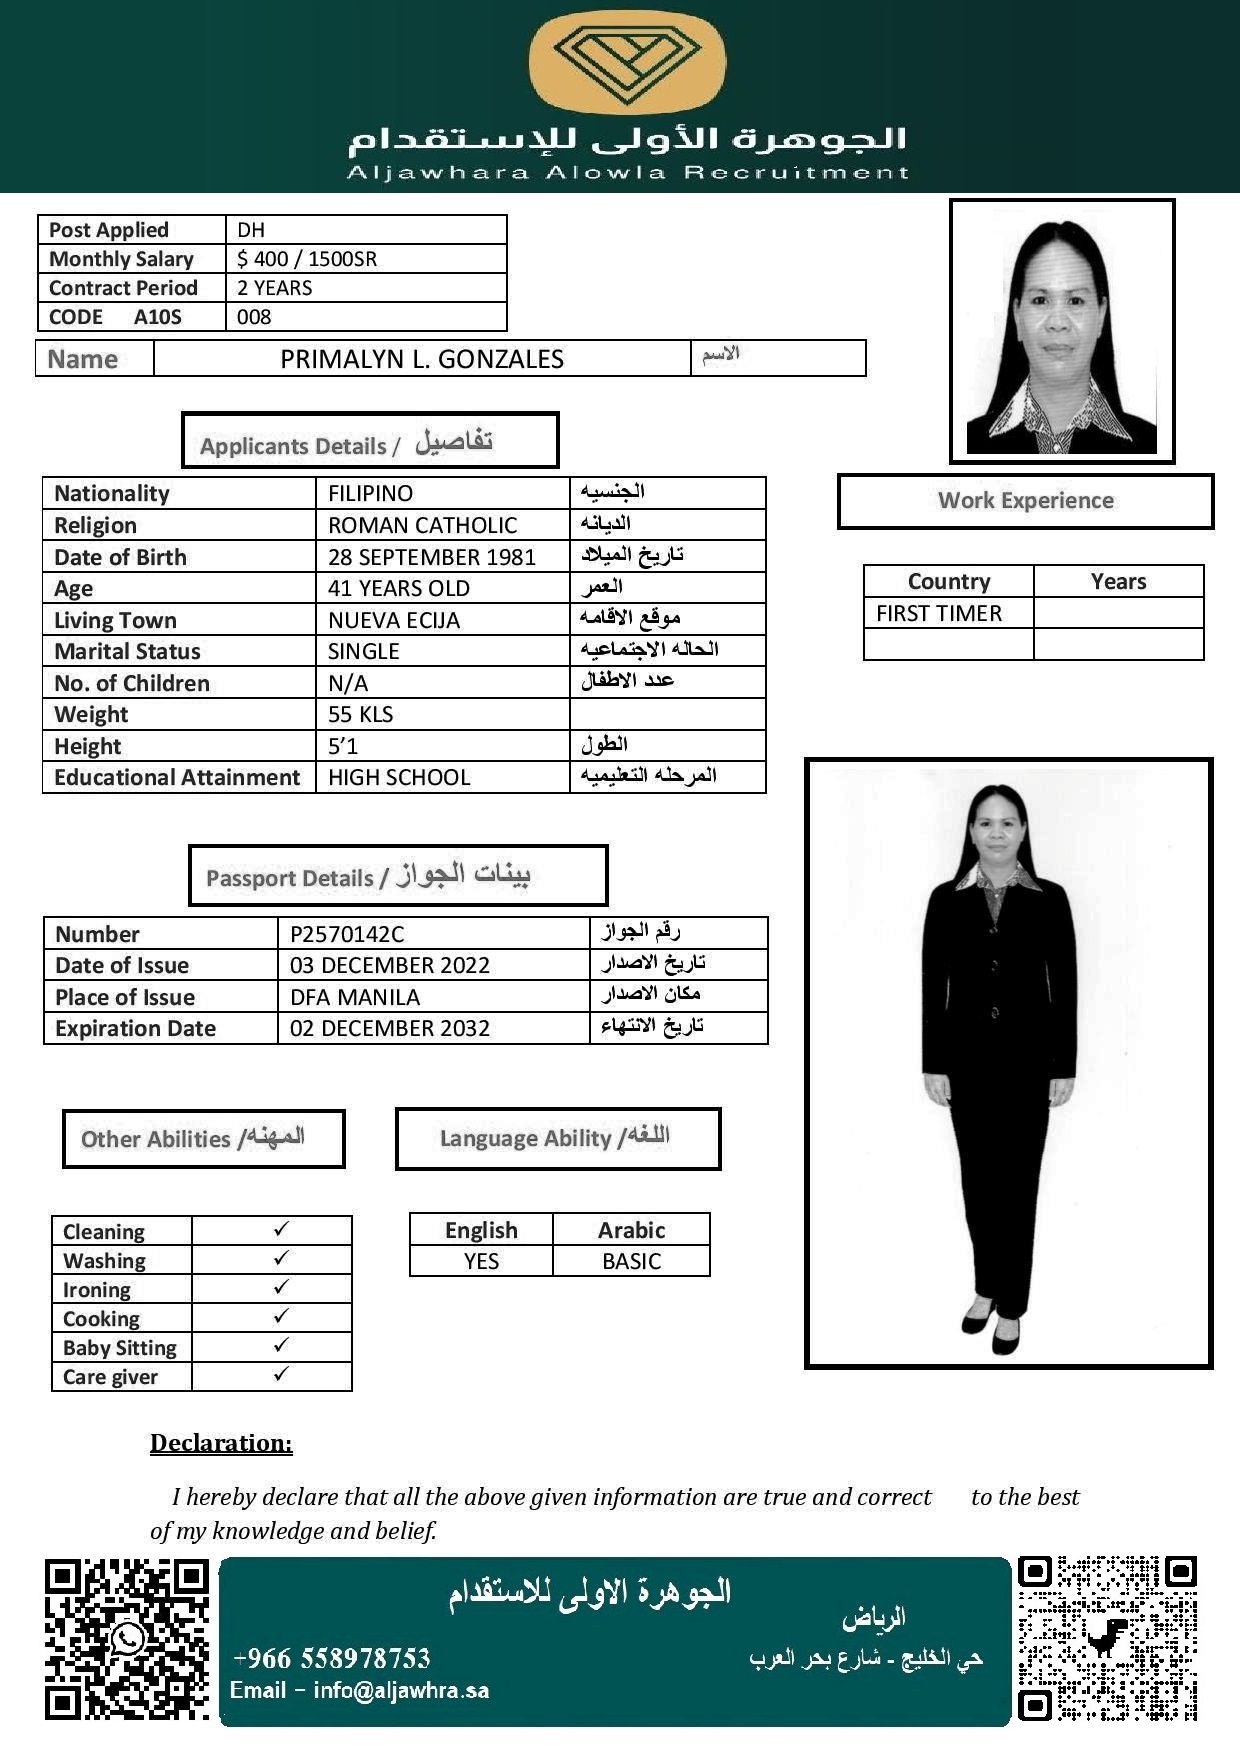 الجوهرة الأولى للإستقدام
Aljawhara Alowla Recruitment
Post Applied DH
Monthly Salary $ 400 / 1500SR
Contract Period 2 YEARS
CODE A10S 008
Name PRIMALYN L. GONZALES الاسم
Applicants Details / تفاصيل
Nationality FILIPINO الجنسيه
Religion ROMAN CATHOLIC الديانه
Date of Birth 28 SEPTEMBER 1981 تاريخ الميلاد
Age 41 YEARS OLD العمر
Living Town NUEVA ECIJA موقع الاقامه
Marital Status SINGLE الحاله الاجتماعيه
No. of Children N/A عدد الاطفال
Weight 55 KLS
Height 5’1 الطول
Educational Attainment HIGH SCHOOL المرحله التعليميه
Work Experience
Country Years
FIRST TIMER
Passport Details / بينات الجواز
Number P2570142C رقم الجواز
Date of Issue 03 DECEMBER 2022 تاريخ الاصدار
Place of Issue DFA MANILA مكان الاصدار
Expiration Date 02 DECEMBER 2032 تاريخ الانتهاء
Other Abilities /المهنه
Cleaning ✓
Washing ✓
Ironing ✓
Cooking ✓
Baby Sitting ✓
Care giver ✓
Language Ability /اللغه
English Arabic
YES BASIC
Declaration:
I hereby declare that all the above given information are true and correct to the best
of my knowledge and belief.
الجوهرة الاولى للاستقدام
الرياض
+966 558978753 حي الخليج - شارع بحر العرب
Email – info@aljawhra.sa